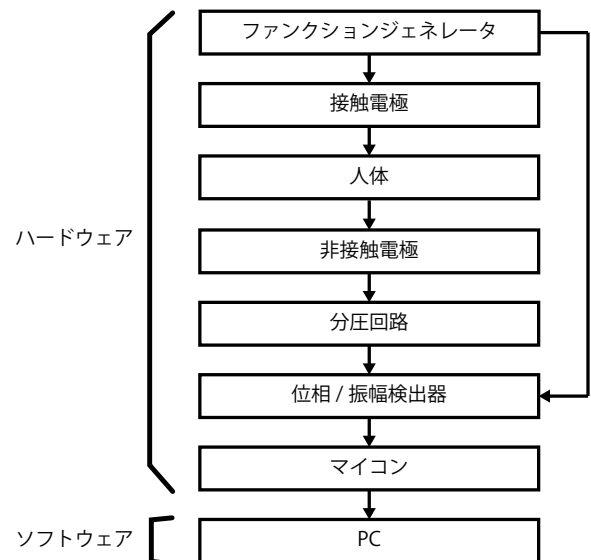 ファンクションジェネレータ
接触電極
人体
ハードウェア
非接触電極
分圧回路
位相 / 振幅検出器
マイコン
ソフトウェア
PC